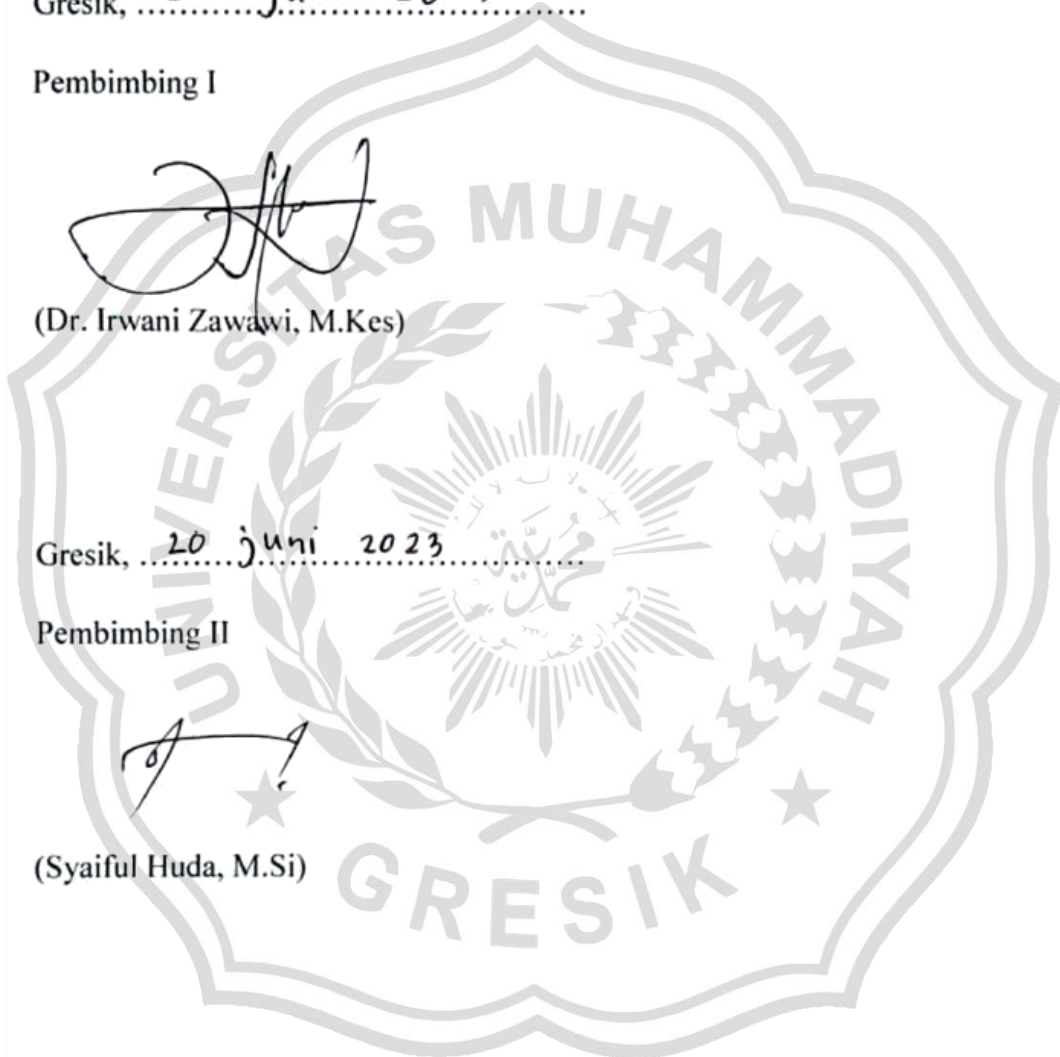 Gresik,
Pembimbing I
(Dr. Irwani Zawawi, M.Kes)
Gresik, 20 juni 2023
Pembimbing II
(Syaiful Huda, M.Si)
UNIVERSITAS MUHAMMADIYAH
GRESIK